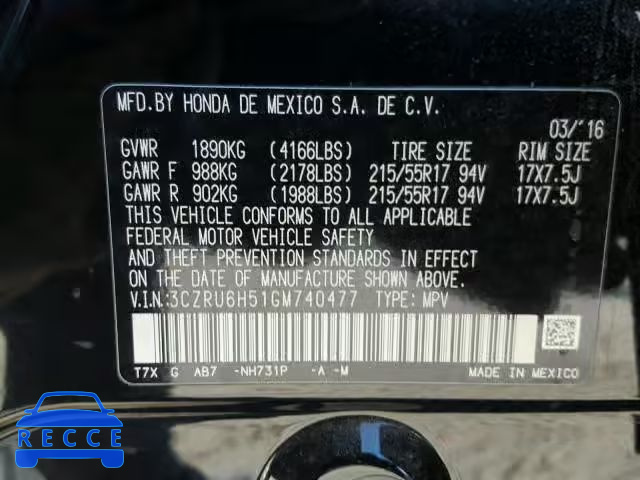 MFD.BY HONDA DE MEXICO S.A. DE C.V.
03/'16
GVWR 1890KG (4166LBS) TIRE SIZE RIM SIZE
GAWR F 988KG (2178LBS) 215/55R17 94V 17X7.5J
GAWR R 902KG (1988LBS) 215/55R17 94V 17X7.5J
THIS VEHICLE CONFORMS TO ALL APPLICABLE
FEDERAL MOTOR VEHICLE SAFETY
AND THEFT PREVENTION STANDARDS IN EFFECT
ON THE DATE OF MANUFACTURE SHOWN ABOVE.
V.I.N.:3CZRU6H51GM740477 TYPE: MPV
T7X G AB7 -NH731P -A -M MADE IN MEXICO
RECCE